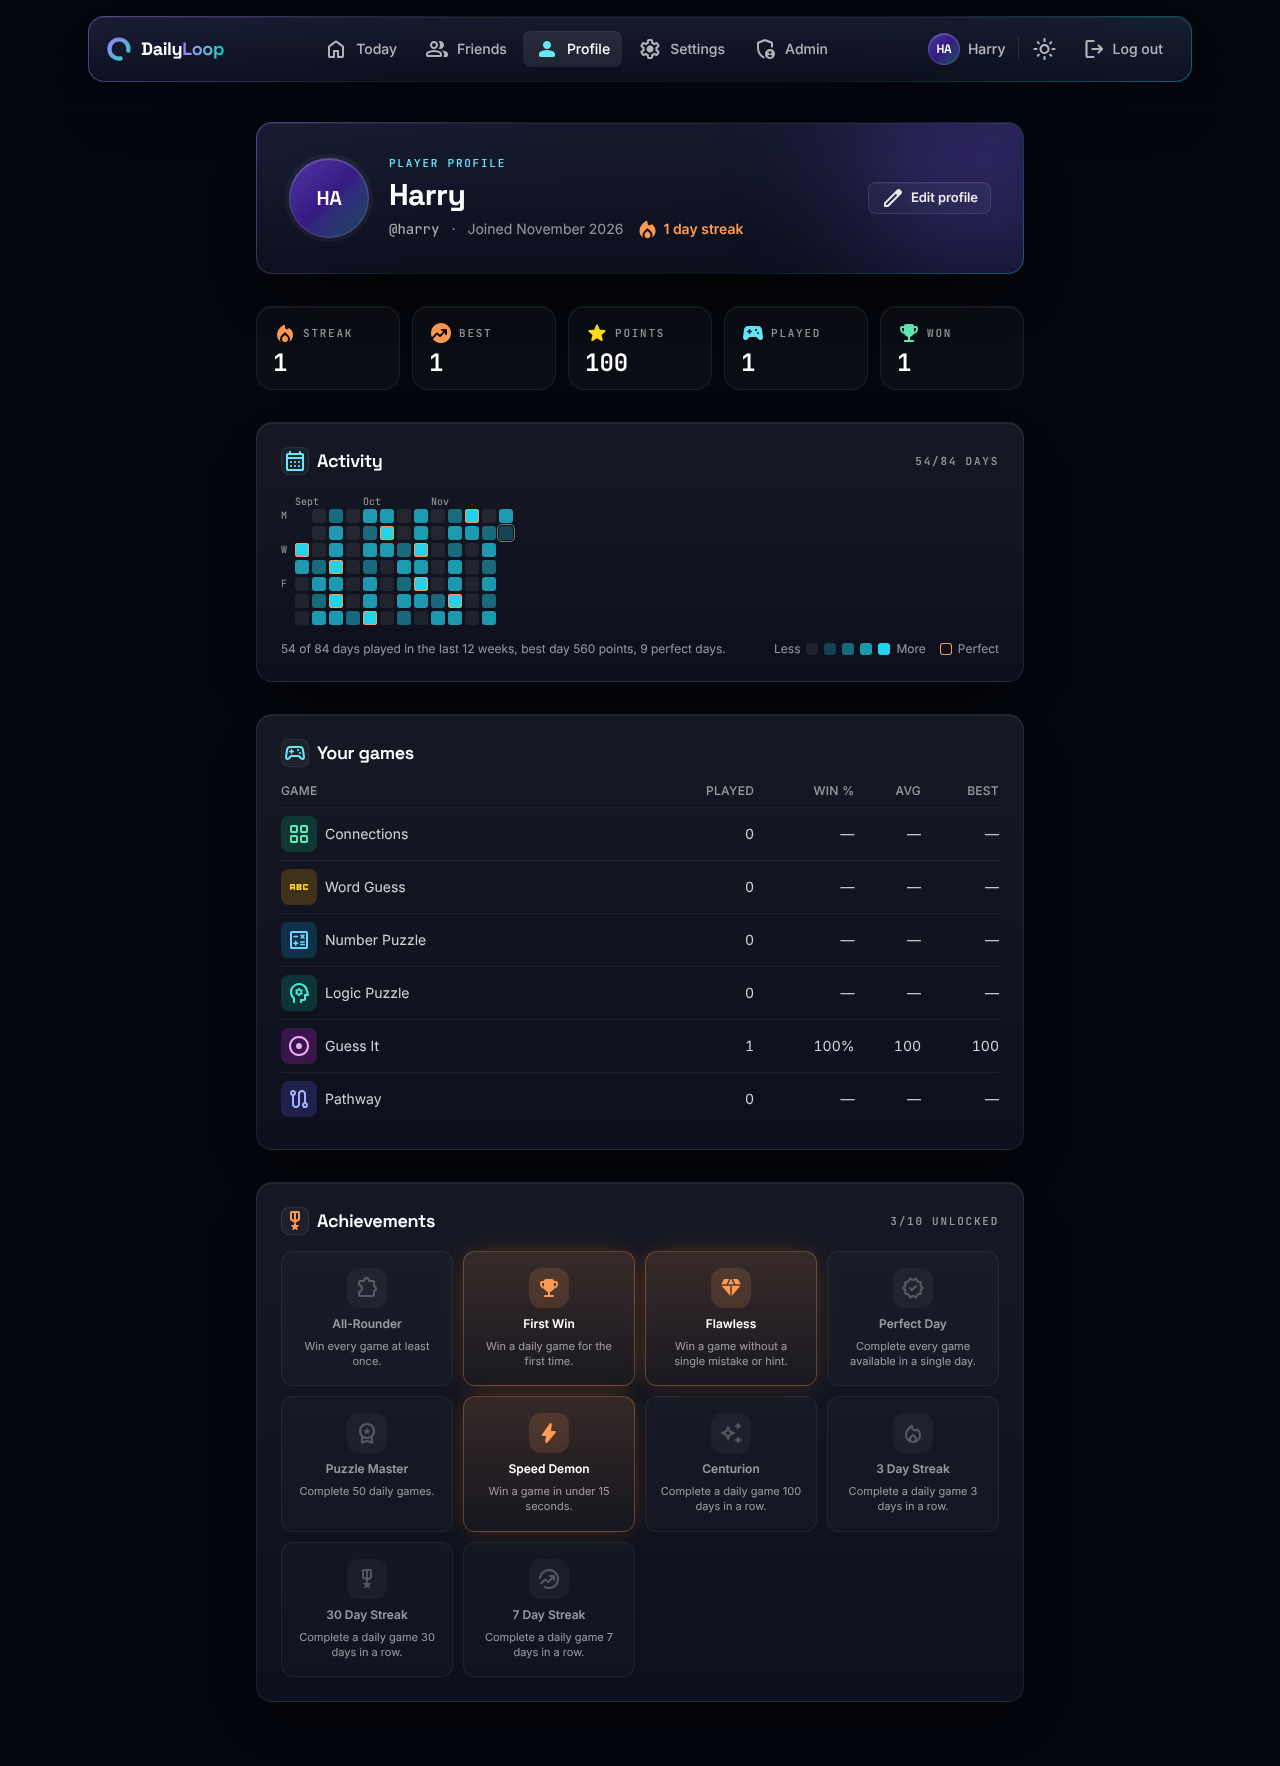 DailyLoop
Today
Friends
Profile
Settings
Admin
HA
Harry
Log out
HA
PLAYER PROFILE
Harry
@harry · Joined November 2026
1 day streak
Edit profile
STREAK
1
BEST
1
POINTS
100
PLAYED
1
WON
1
Activity
54/84 DAYS
Sept Oct Nov
M
W
F
54 of 84 days played in the last 12 weeks, best day 560 points, 9 perfect days.
Less
More
Perfect
Your games
GAME PLAYED WIN % AVG BEST
Connections 0 — — —
ABC
Word Guess 0 — — —
Number Puzzle 0 — — —
Logic Puzzle 0 — — —
Guess It 1 100% 100 100
Pathway 0 — — —
Achievements
3/10 UNLOCKED
All-Rounder
Win every game at least
once.
First Win
Win a daily game for the
first time.
Flawless
Win a game without a
single mistake or hint.
Perfect Day
Complete every game
available in a single day.
Puzzle Master
Complete 50 daily games.
Speed Demon
Win a game in under 15
seconds.
Centurion
Complete a daily game 100
days in a row.
3 Day Streak
Complete a daily game 3
days in a row.
30 Day Streak
Complete a daily game 30
days in a row.
7 Day Streak
Complete a daily game 7
days in a row.